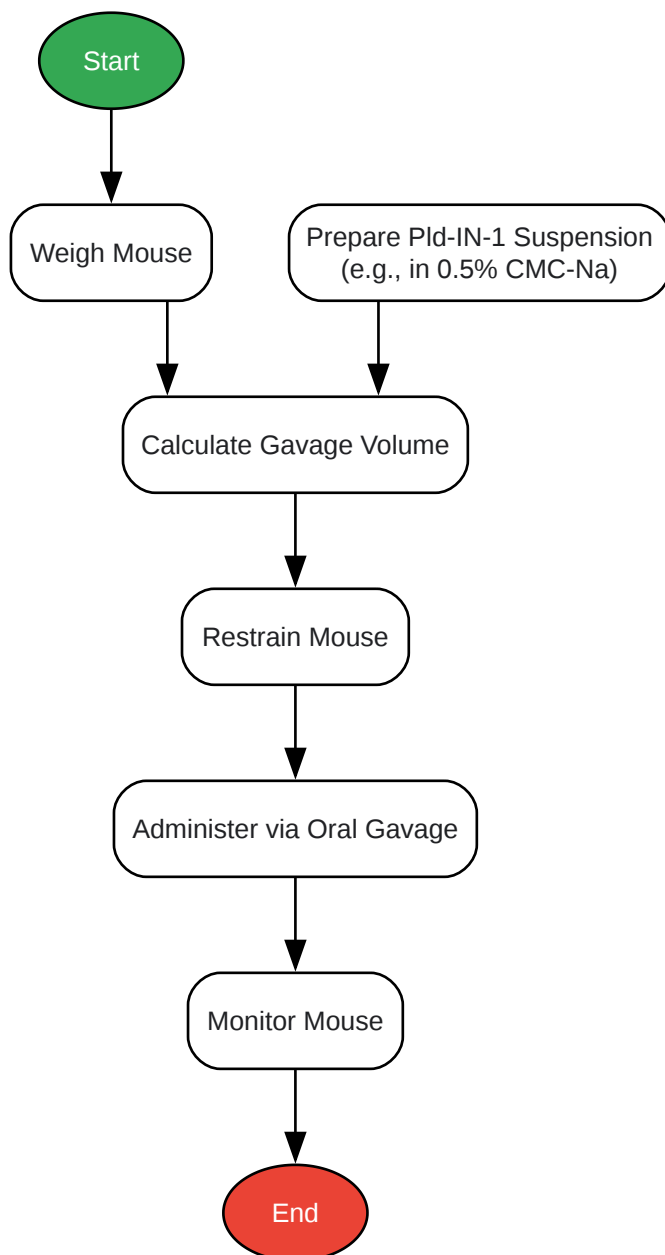 Start
Weigh Mouse
Prepare Pld-IN-1 Suspension
(e.g., in 0.5% CMC-Na)
Calculate Gavage Volume
Restrain Mouse
Administer via Oral Gavage
Monitor Mouse
End